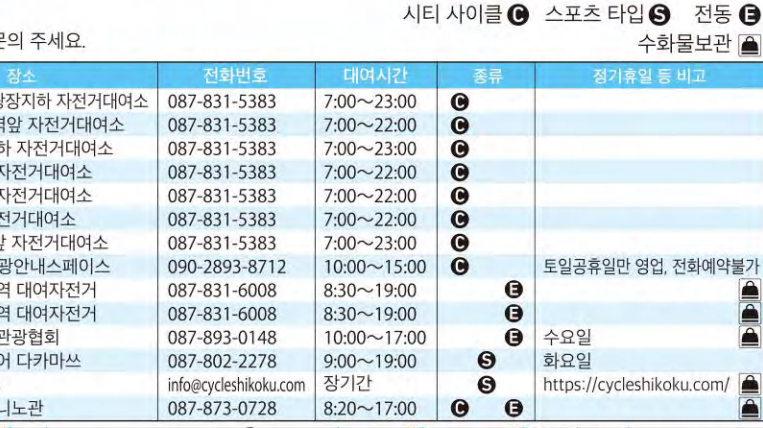 시티 사이클 C 스포츠 타입 S 전동 E
문의 주세요. 수화물보관
장소 전화번호 대여시간 종류 정기휴일 등 비고
장지하 자전거대여소 087-831-5383 7:00~23:00 C
역앞 자전거대여소 087-831-5383 7:00~22:00 C
하 자전거대여소 087-831-5383 7:00~23:00 C
자전거대여소 087-831-5383 7:00~22:00 C
자전거대여소 087-831-5383 7:00~22:00 C
전거대여소 087-831-5383 7:00~22:00 C
앞 자전거대여소 087-831-5383 7:00~23:00 C
광안내스페이스 090-2893-8712 10:00~15:00 C 토일공휴일만 영업, 전화예약불가
역 대여자전거 087-831-6008 8:30~19:00 E
역 대여자전거 087-831-6008 8:30~19:00 E
관광협회 087-893-0148 10:00~17:00 E 수요일
어 다카마쓰 087-802-2278 9:00~19:00 S 화요일
info@cycleshikoku.com 장기간 S https://cycleshikoku.com/
니노관 087-873-0728 8:20~17:00 C E